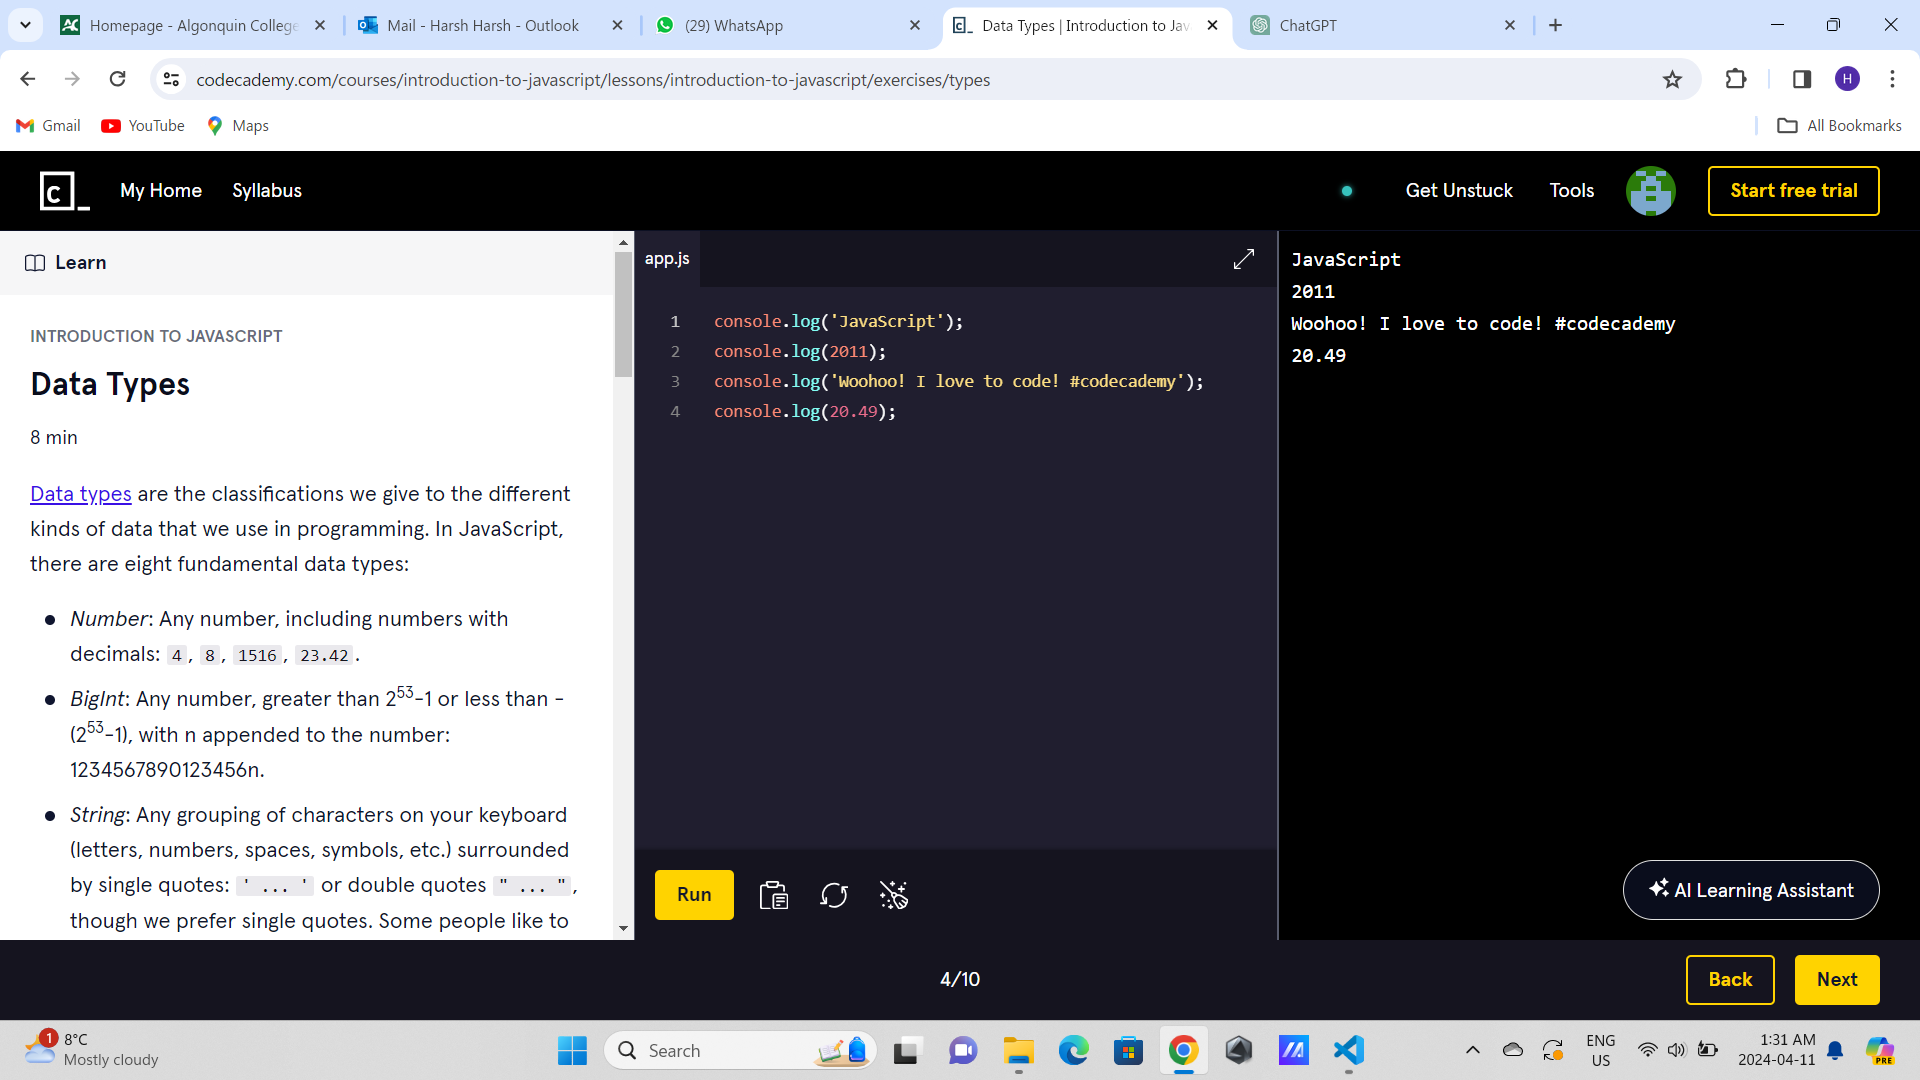 Homepage - Algonquin College
Mail - Harsh Harsh - Outlook
(29) WhatsApp
Data Types | Introduction to Jav
ChatGPT
codecademy.com/courses/introduction-to-javascript/lessons/introduction-to-javascript/exercises/types
H
Gmail
YouTube
Maps
All Bookmarks
c_
My Home
Syllabus
Get Unstuck
Tools
Start free trial
Learn
INTRODUCTION TO JAVASCRIPT
Data Types
8 min
Data types are the classifications we give to the different
kinds of data that we use in programming. In JavaScript,
there are eight fundamental data types:
Number: Any number, including numbers with
decimals: 4, 8, 1516, 23.42.
BigInt: Any number, greater than 2^53-1 or less than -
(2^53-1), with n appended to the number:
1234567890123456n.
String: Any grouping of characters on your keyboard
(letters, numbers, spaces, symbols, etc.) surrounded
by single quotes: ' ... ' or double quotes " ... ",
though we prefer single quotes. Some people like to
app.js
1 console.log('JavaScript');
2 console.log(2011);
3 console.log('Woohoo! I love to code! #codecademy');
4 console.log(20.49);
Run
JavaScript
2011
Woohoo! I love to code! #codecademy
20.49
AI Learning Assistant
4/10
Back
Next
1
8°C
Mostly cloudy
Search
ENG
US
1:31 AM
2024-04-11
PRE